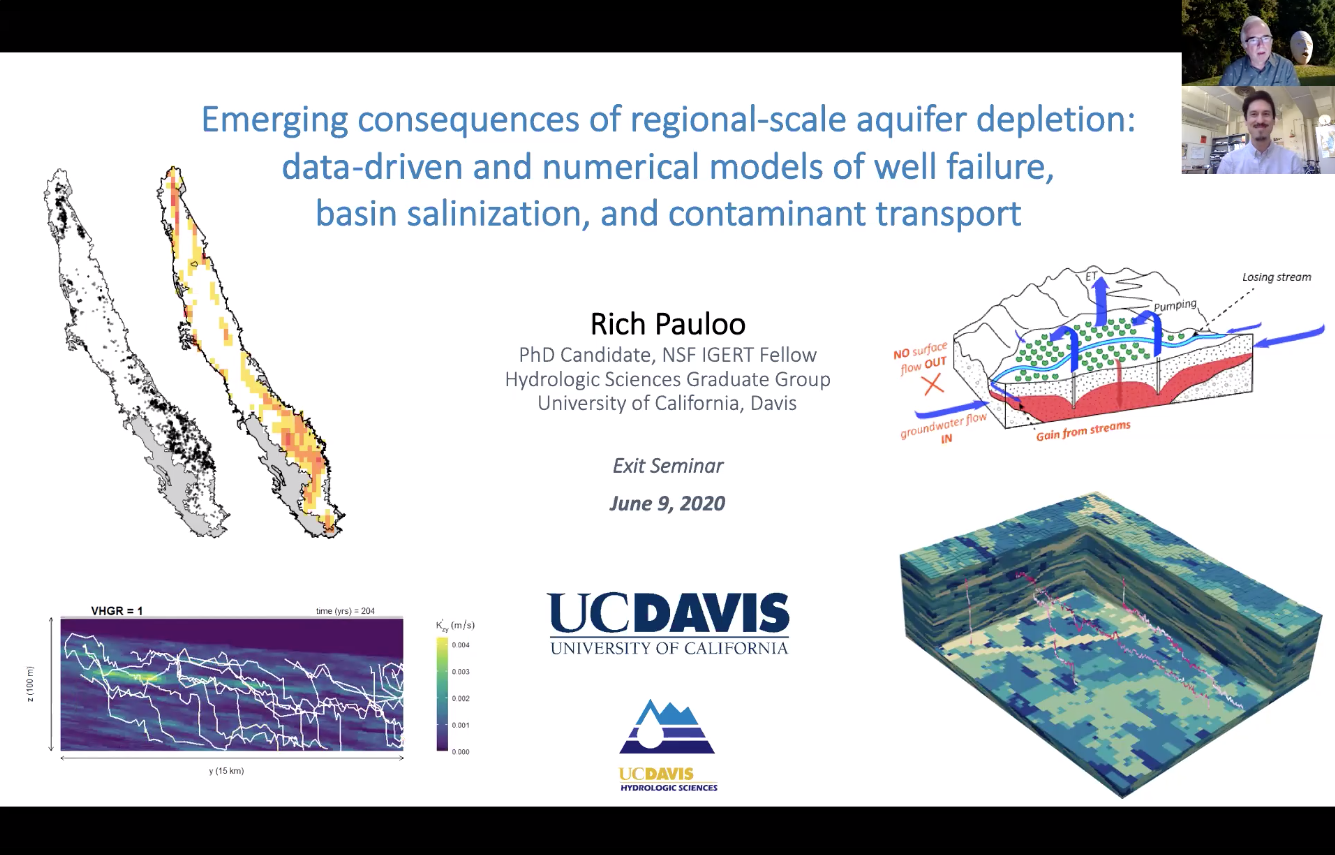 Emerging consequences of regional-scale aquifer depletion:
data-driven and numerical models of well failure,
basin salinization, and contaminant transport
Rich Pauloo
PhD Candidate, NSF IGERT Fellow
Hydrologic Sciences Graduate Group
University of California, Davis
Exit Seminar
June 9, 2020
ET
Pumping
Losing stream
NO surface
flow OUT
groundwater flow
IN
Gain from streams
VHGR = 1
time (yrs) = 204
z (100 m)
y (15 km)
K'zy (m/s)
0.004
0.003
0.002
0.001
0.000
UCDAVIS
UNIVERSITY OF CALIFORNIA
UCDAVIS
HYDROLOGIC SCIENCES